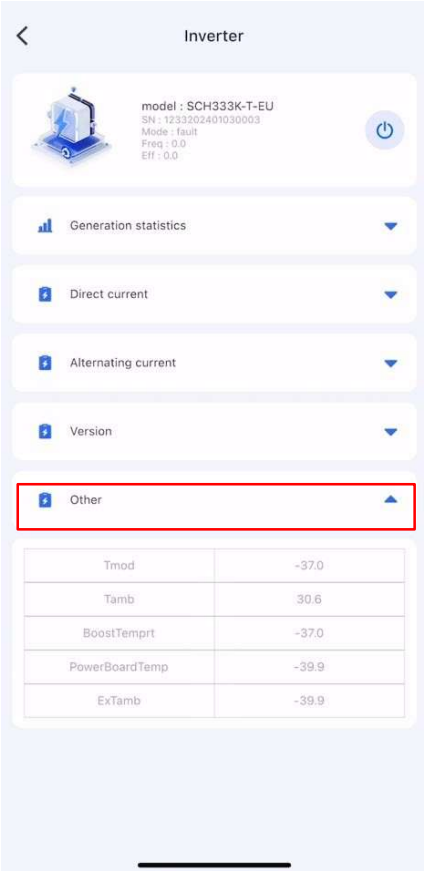 Inverter
model : SCH333K-T-EU
SN : 1233202401030003
Mode : fault
Freq : 0.0
Eff : 0.0
Generation statistics
Direct current
Alternating current
Version
Other
Tmod -37.0
Tamb 30.6
BoostTemprt -37.0
PowerBoardTemp -39.9
ExTamb -39.9